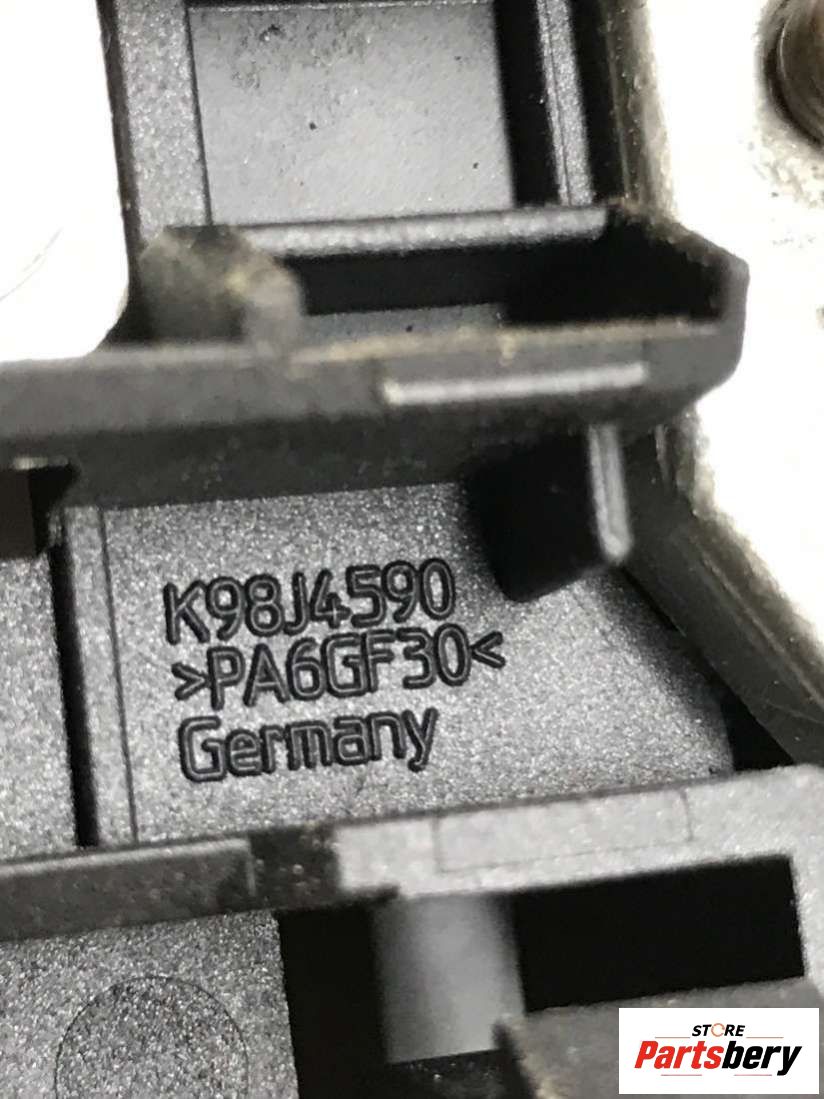 K98J4590
>PA6GF30<
Germany
STORE
Partsbery